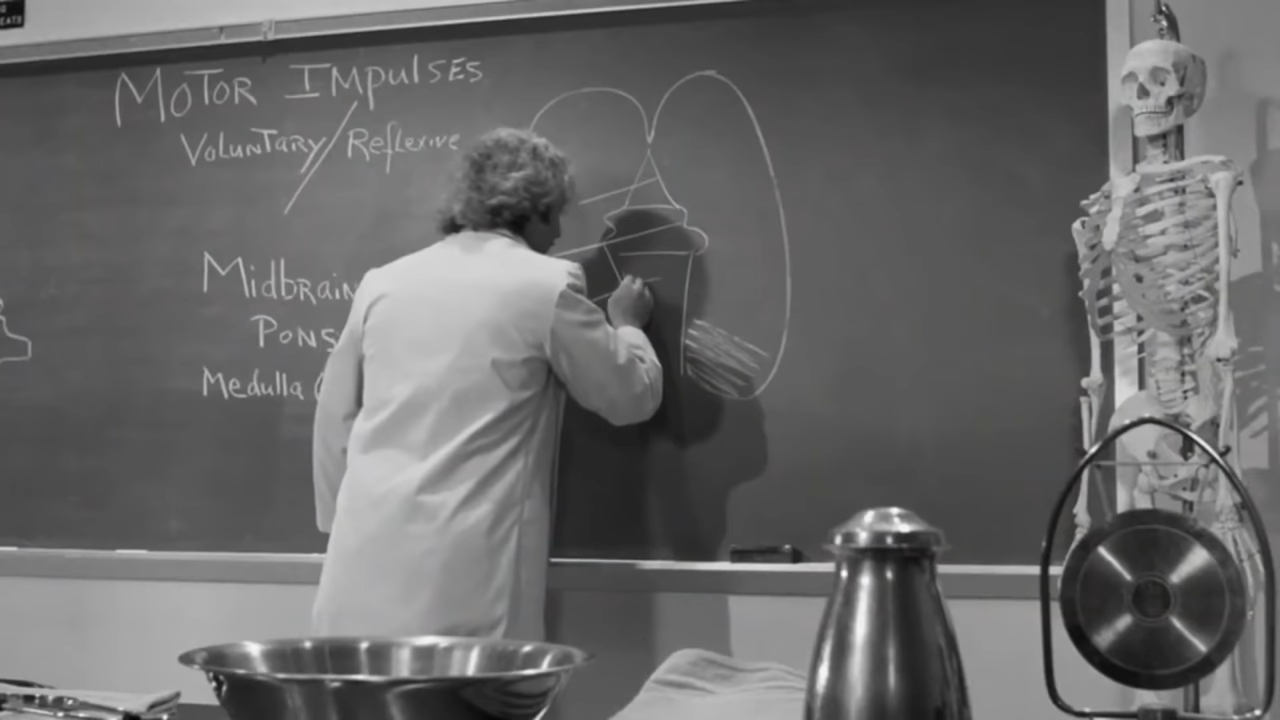 MOTOR IMPULSES
VOLUNTARY/Reflexive
Midbrain
PONS
Medulla